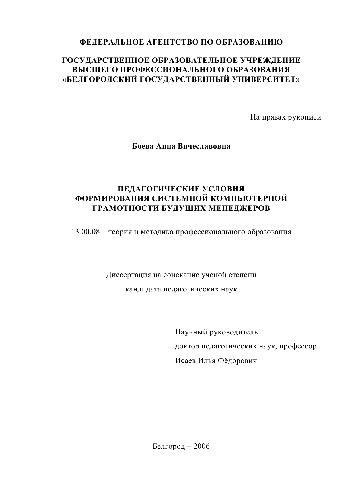 ФЕДЕРАЛЬНОЕ АГЕНТСТВО ПО ОБРАЗОВАНИЮ
ГОСУДАРСТВЕННОЕ ОБРАЗОВАТЕЛЬНОЕ УЧРЕЖДЕНИЕ
ВЫСШЕГО ПРОФЕССИОНАЛЬНОГО ОБРАЗОВАНИЯ
«БЕЛГОРОДСКИЙ ГОСУДАРСТВЕННЫЙ УНИВЕРСИТЕТ»
На правах рукописи
Боева Анна Вячеславовна
ПЕДАГОГИЧЕСКИЕ УСЛОВИЯ
ФОРМИРОВАНИЯ СИСТЕМНОЙ КОМПЬЮТЕРНОЙ
ГРАМОТНОСТИ БУДУЩИХ МЕНЕДЖЕРОВ
13.00.08 – теория и методика профессионального образования
Диссертация на соискание ученой степени
кандидата педагогических наук
Научный руководитель
доктор педагогических наук, профессор
Исаев Илья Фёдорович
Белгород – 2006